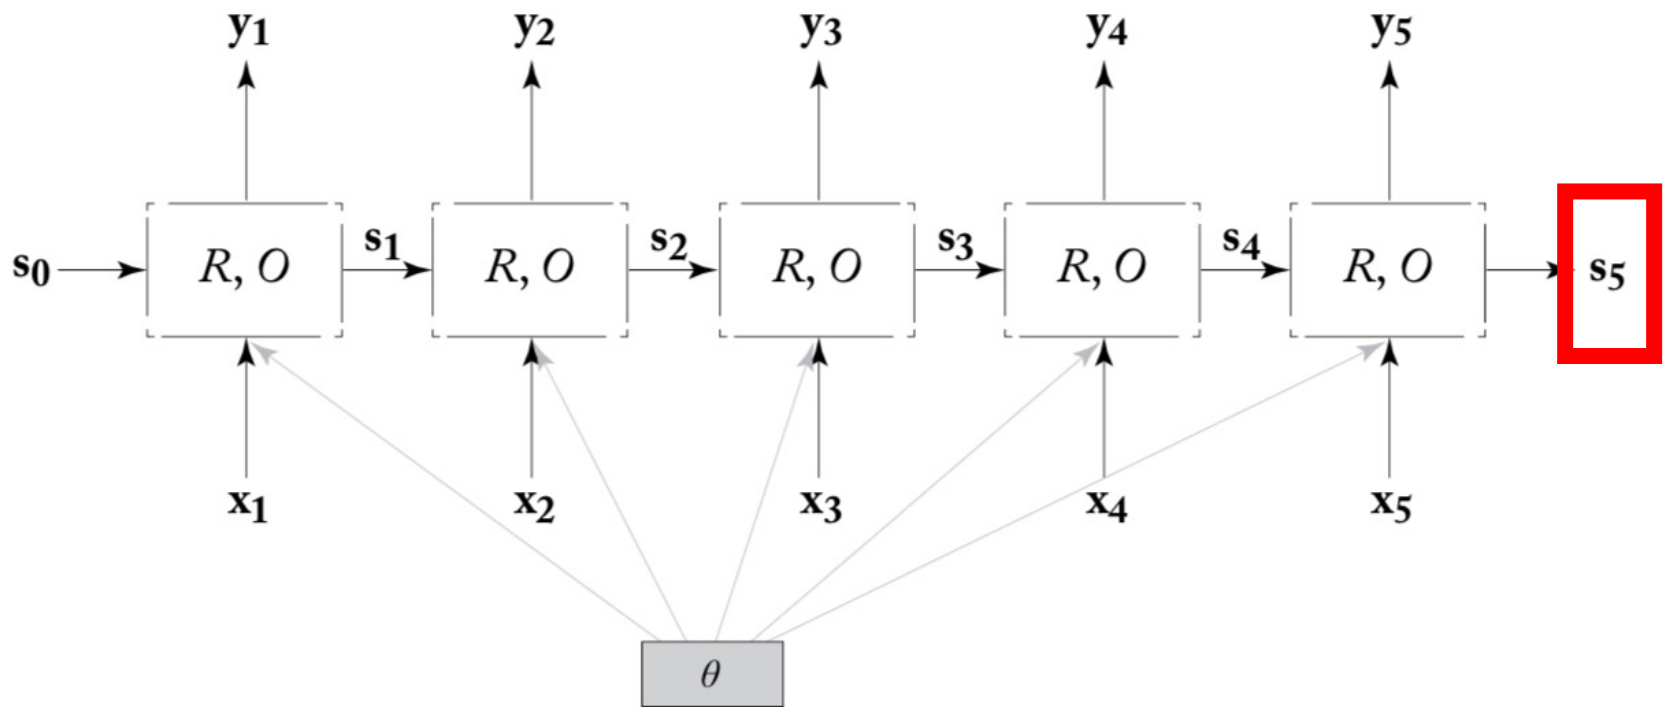 y1 y2 y3 y4 y5
s0 R, O s1 R, O s2 R, O s3 R, O s4 R, O s5
x1 x2 x3 x4 x5
θ